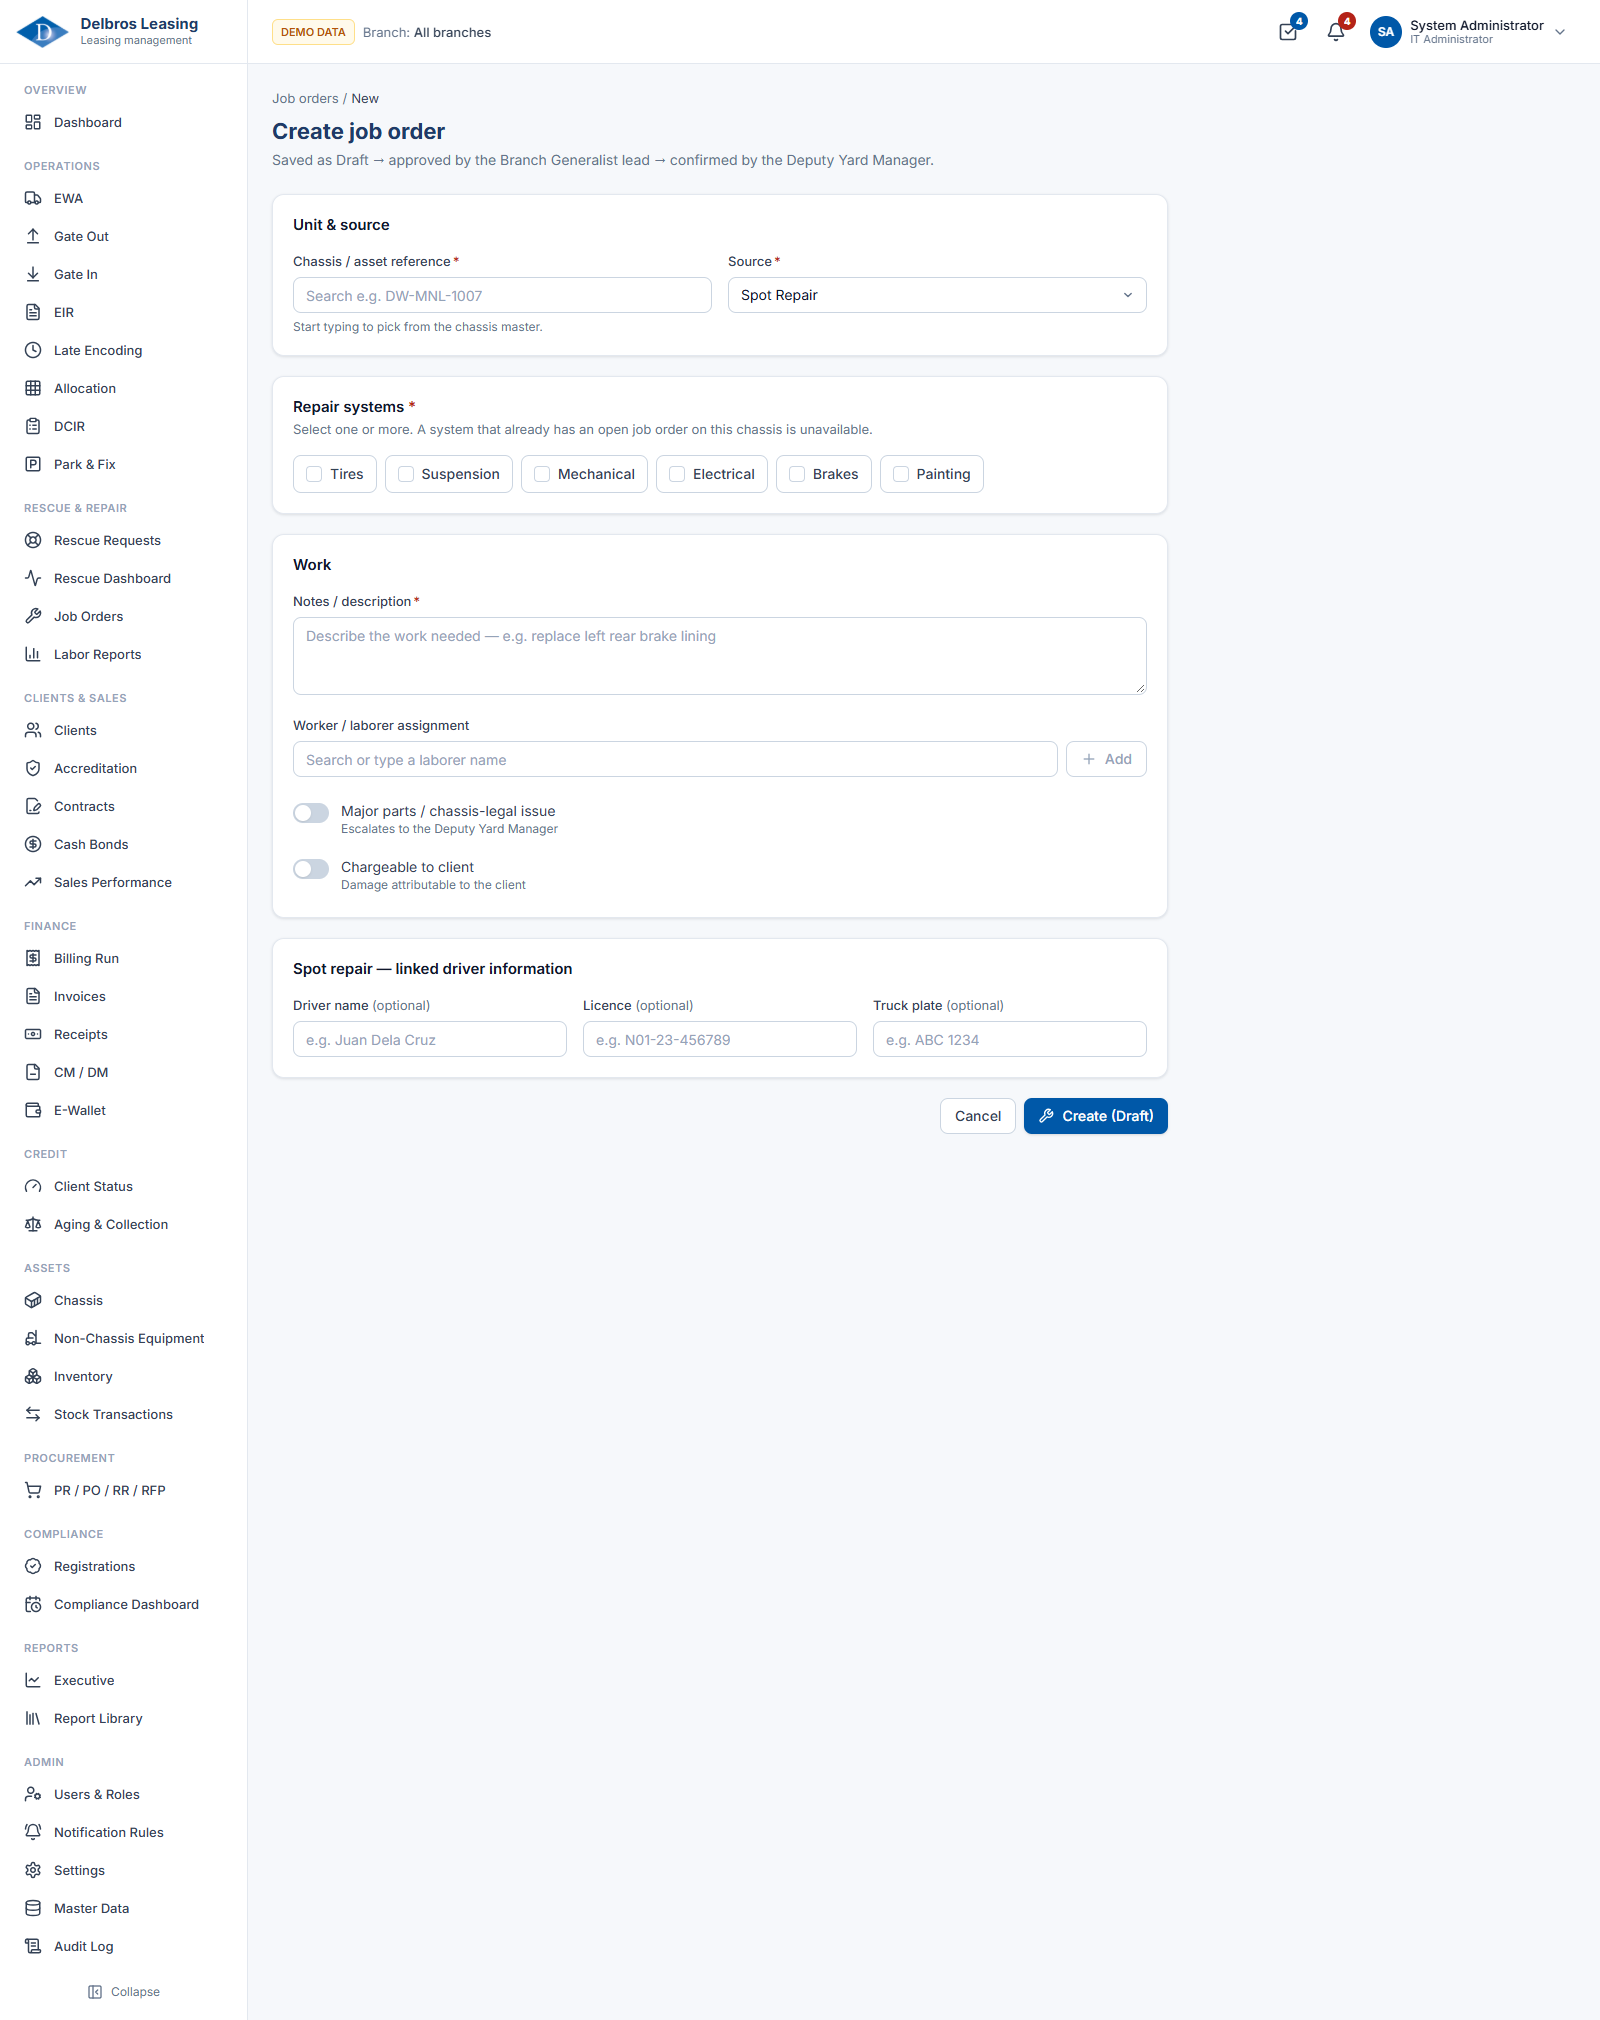 Delbros Leasing
Leasing management
DEMO DATA
Branch: All branches
4
4
SA
System Administrator
IT Administrator
OVERVIEW
Dashboard
OPERATIONS
EWA
Gate Out
Gate In
EIR
Late Encoding
Allocation
DCIR
Park & Fix
RESCUE & REPAIR
Rescue Requests
Rescue Dashboard
Job Orders
Labor Reports
CLIENTS & SALES
Clients
Accreditation
Contracts
Cash Bonds
Sales Performance
FINANCE
Billing Run
Invoices
Receipts
CM / DM
E-Wallet
CREDIT
Client Status
Aging & Collection
ASSETS
Chassis
Non-Chassis Equipment
Inventory
Stock Transactions
PROCUREMENT
PR / PO / RR / RFP
COMPLIANCE
Registrations
Compliance Dashboard
REPORTS
Executive
Report Library
ADMIN
Users & Roles
Notification Rules
Settings
Master Data
Audit Log
Collapse
Job orders / New
Create job order
Saved as Draft → approved by the Branch Generalist lead → confirmed by the Deputy Yard Manager.
Unit & source
Chassis / asset reference *
Source *
Search e.g. DW-MNL-1007
Spot Repair
Start typing to pick from the chassis master.
Repair systems *
Select one or more. A system that already has an open job order on this chassis is unavailable.
Tires
Suspension
Mechanical
Electrical
Brakes
Painting
Work
Notes / description *
Describe the work needed — e.g. replace left rear brake lining
Worker / laborer assignment
Search or type a laborer name
+ Add
Major parts / chassis-legal issue
Escalates to the Deputy Yard Manager
Chargeable to client
Damage attributable to the client
Spot repair — linked driver information
Driver name (optional)
Licence (optional)
Truck plate (optional)
e.g. Juan Dela Cruz
e.g. N01-23-456789
e.g. ABC 1234
Cancel
Create (Draft)